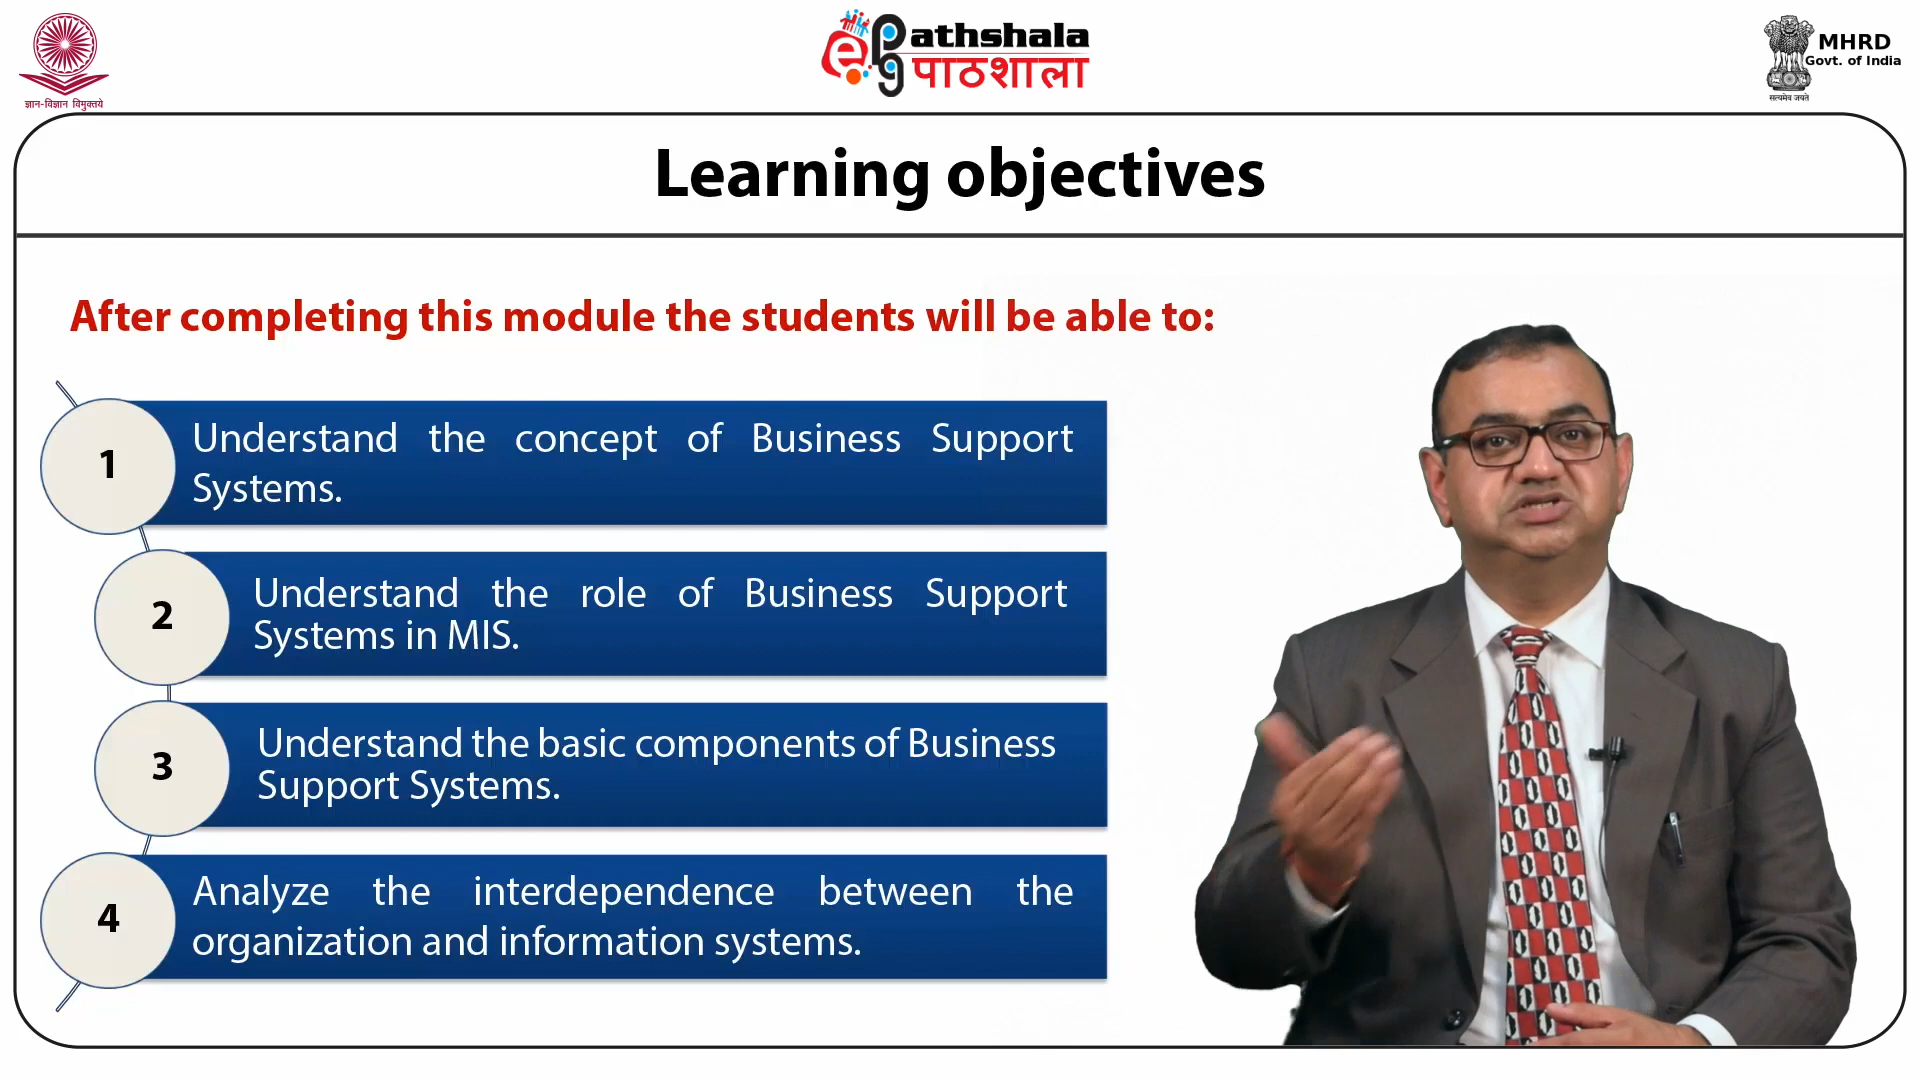 ज्ञान-विज्ञान विमुक्तये
ePathshala
पाठशाला
MHRD
Govt. of India
सत्यमेव जयते
Learning objectives
After completing this module the students will be able to:
1
Understand the concept of Business Support
Systems.
2
Understand the role of Business Support
Systems in MIS.
3
Understand the basic components of Business
Support Systems.
4
Analyze the interdependence between the
organization and information systems.